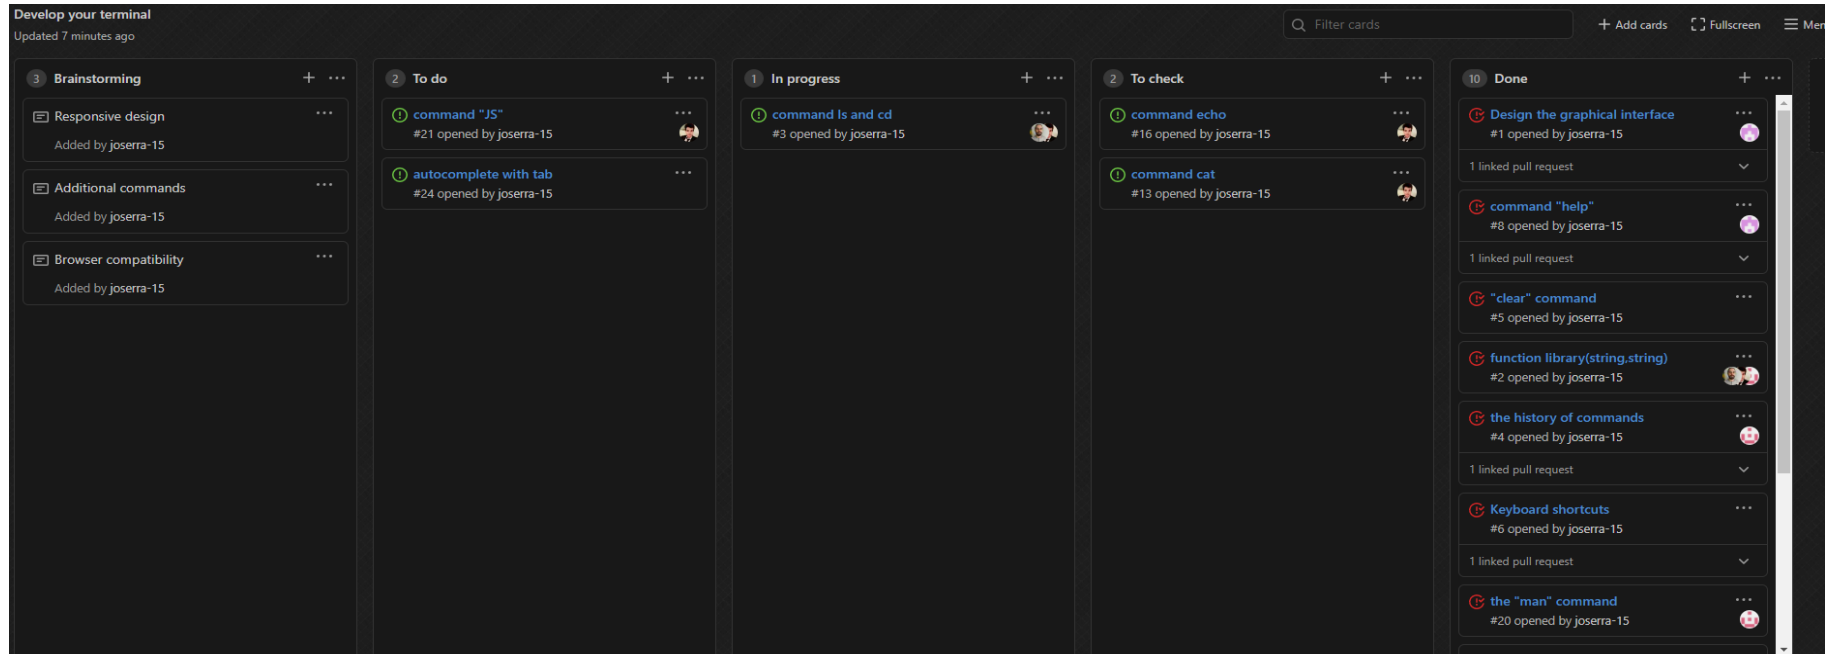 Develop your terminal
Updated 7 minutes ago
Filter cards
Add cards
Fullscreen
Men
3 Brainstorming
Responsive design
Added by joserra-15
Additional commands
Added by joserra-15
Browser compatibility
Added by joserra-15
2 To do
command "JS"
#21 opened by joserra-15
autocomplete with tab
#24 opened by joserra-15
1 In progress
command ls and cd
#3 opened by joserra-15
2 To check
command echo
#16 opened by joserra-15
command cat
#13 opened by joserra-15
10 Done
Design the graphical interface
#1 opened by joserra-15
1 linked pull request
command "help"
#8 opened by joserra-15
1 linked pull request
"clear" command
#5 opened by joserra-15
function library(string,string)
#2 opened by joserra-15
the history of commands
#4 opened by joserra-15
1 linked pull request
Keyboard shortcuts
#6 opened by joserra-15
1 linked pull request
the "man" command
#20 opened by joserra-15